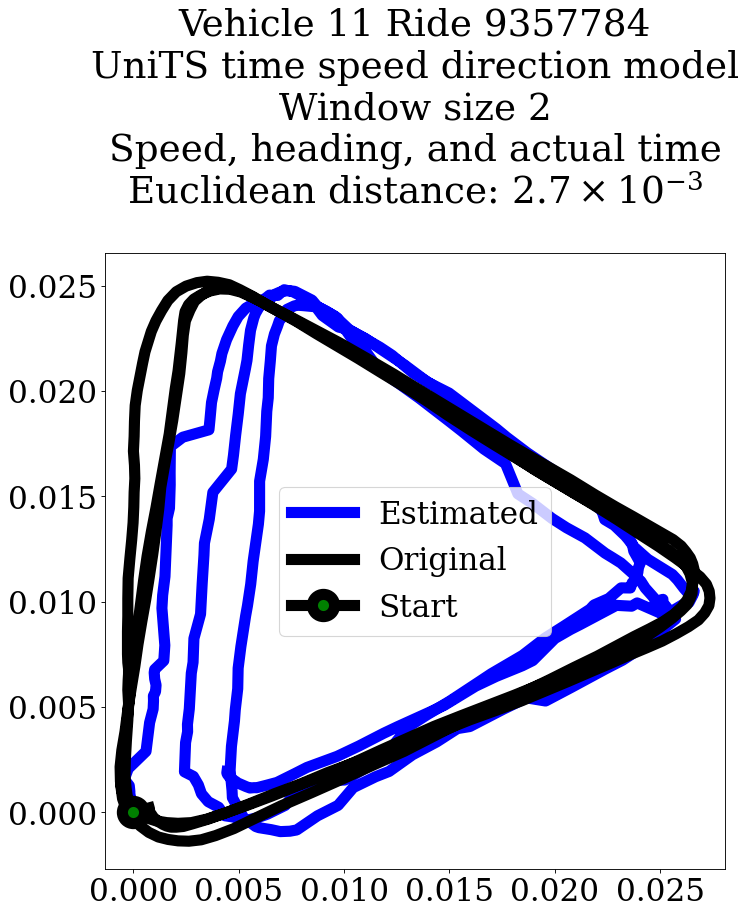 Vehicle 11 Ride 9357784
UniTS time speed direction model
Window size 2
Speed, heading, and actual time
Euclidean distance: 2.7 × 10⁻³
0.025
0.020
0.015
0.010
0.005
0.000
Estimated
Original
Start
0.000 0.005 0.010 0.015 0.020 0.025